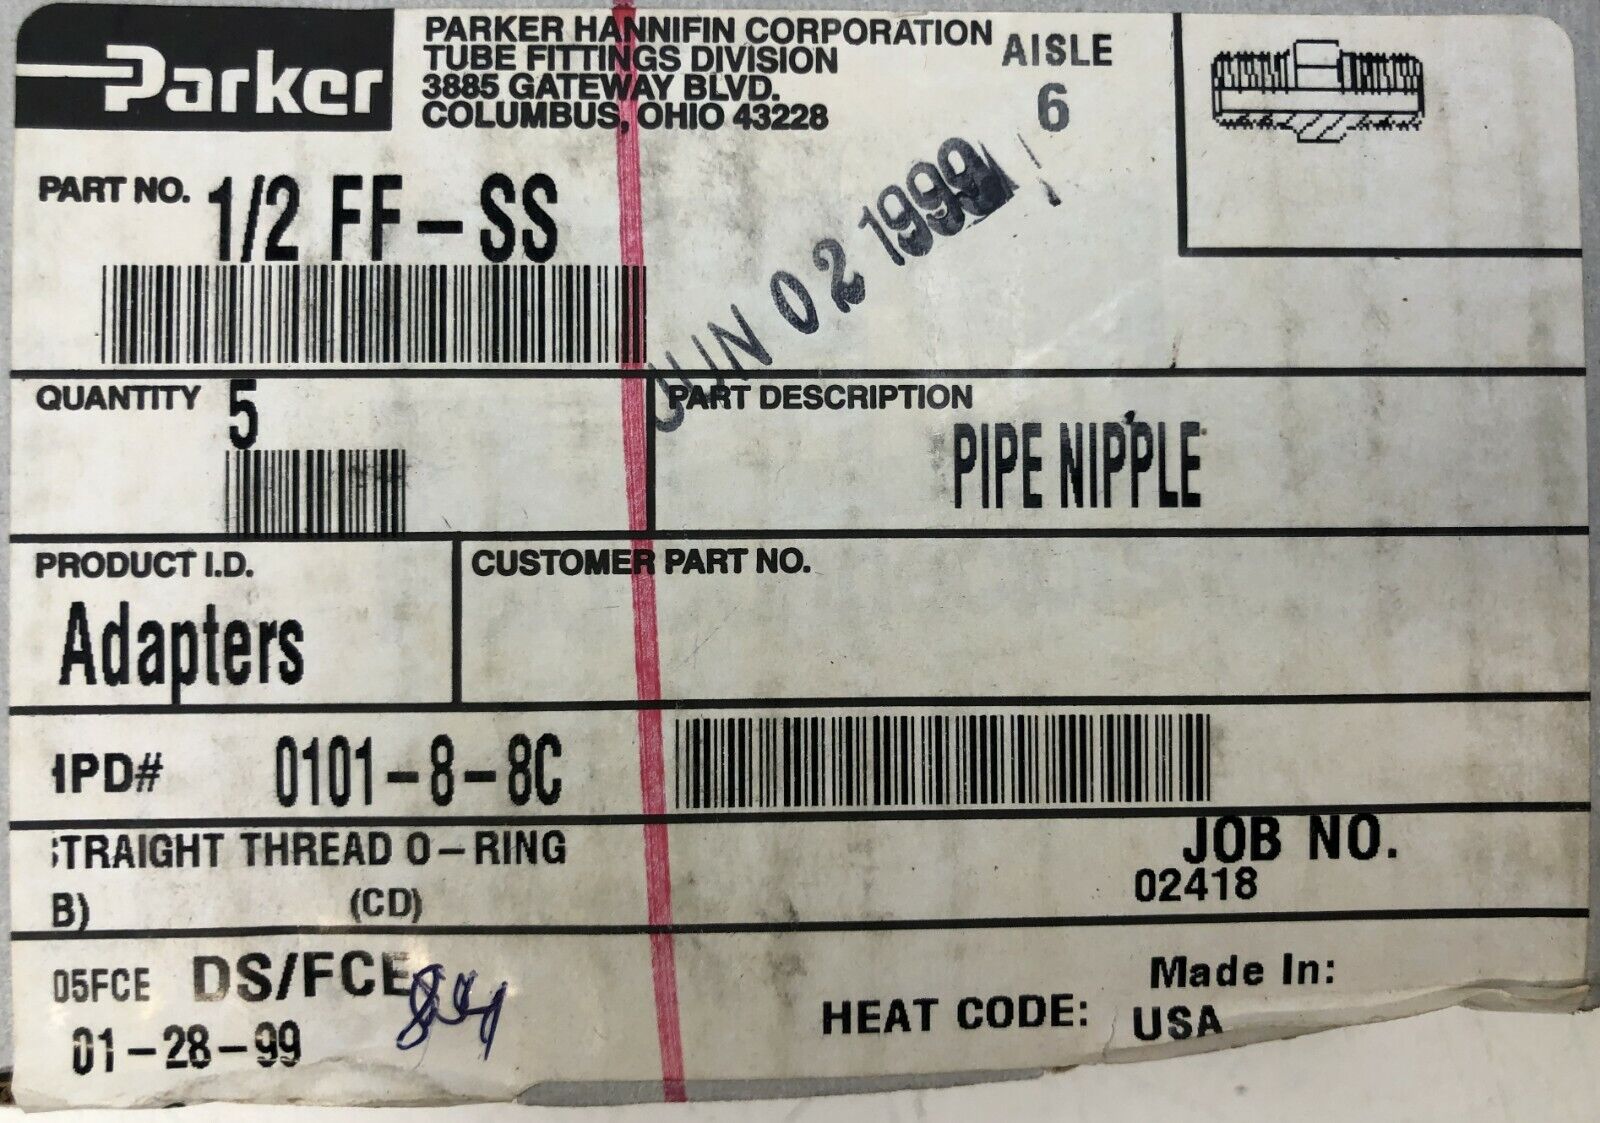 Parker
PARKER HANNIFIN CORPORATION
TUBE FITTINGS DIVISION
3885 GATEWAY BLVD.
COLUMBUS, OHIO 43228
AISLE
6
PART NO. 1/2 FF-SS
JUN 02 1999
QUANTITY 5
PART DESCRIPTION
PIPE NIPPLE
PRODUCT I.D.
Adapters
CUSTOMER PART NO.
HPD# 0101-8-8C
STRAIGHT THREAD O-RING
B) (CD)
JOB NO.
02418
05FCE DS/FCE
01-28-99
HEAT CODE:
Made In:
USA